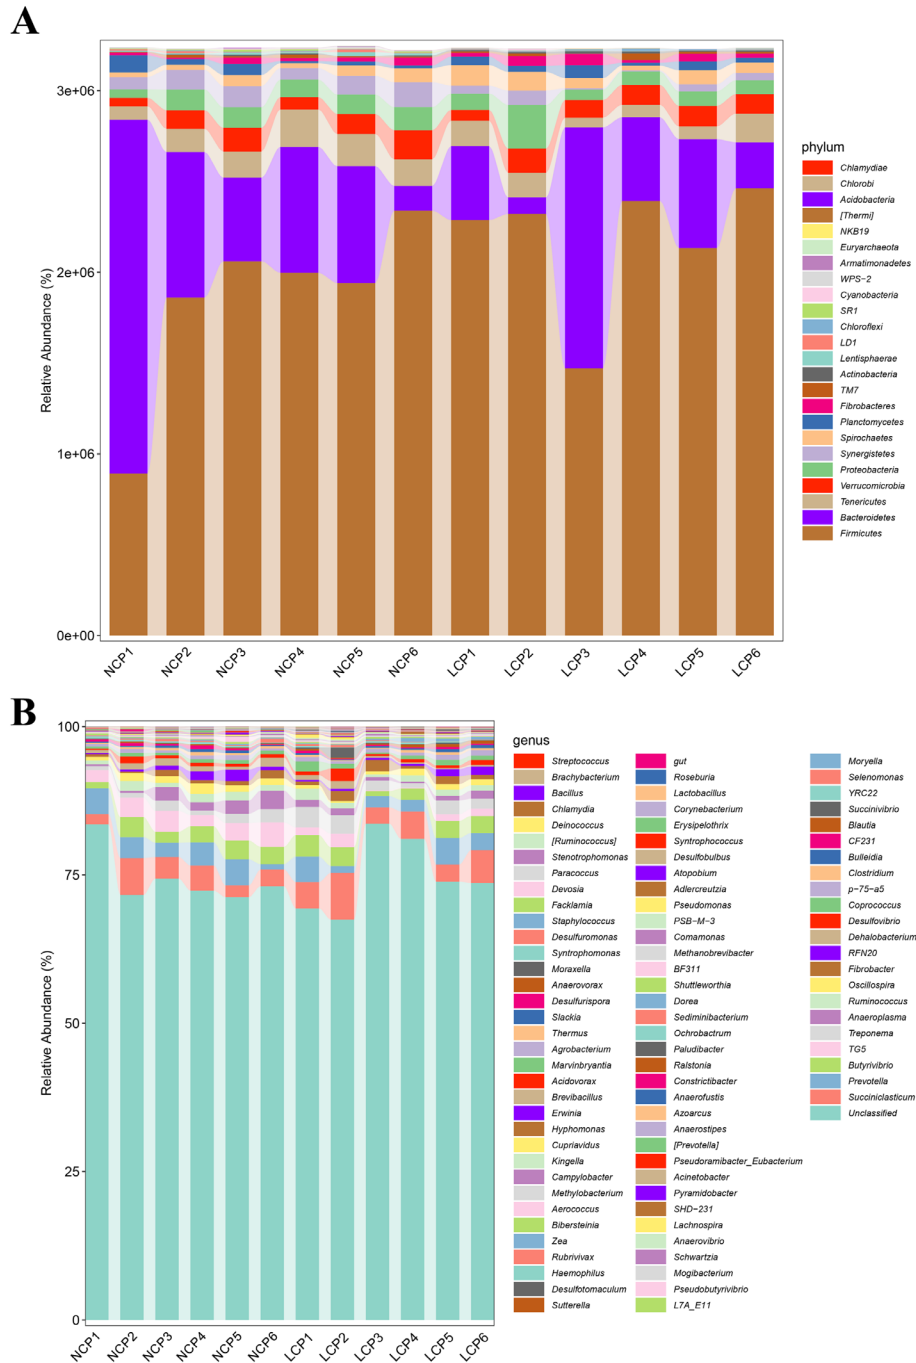 A
Relative Abundance (%)
3e+06
2e+06
1e+06
0e+00
NCP1
NCP2
NCP3
NCP4
NCP5
NCP6
LCP1
LCP2
LCP3
LCP4
LCP5
LCP6
phylum
Chlamydiae
Chlorobi
Acidobacteria
[Thermi]
NKB19
Euryarchaeota
Armatimonadetes
WPS-2
Cyanobacteria
SR1
Chloroflexi
LD1
Lentisphaerae
Actinobacteria
TM7
Fibrobacteres
Planctomycetes
Spirochaetes
Synergistetes
Proteobacteria
Verrucomicrobia
Tenericutes
Bacteroidetes
Firmicutes
B
Relative Abundance (%)
100
75
50
25
0
NCP1
NCP2
NCP3
NCP4
NCP5
NCP6
LCP1
LCP2
LCP3
LCP4
LCP5
LCP6
genus
Streptococcus
Brachybacterium
Bacillus
Chlamydia
Deinococcus
[Ruminococcus]
Stenotrophomonas
Paracoccus
Devosia
Facklamia
Staphylococcus
Desulfuromonas
Syntrophomonas
Moraxella
Anaerovorax
Desulfurispora
Slackia
Thermus
Agrobacterium
Marvinbryantia
Acidovorax
Brevibacillus
Erwinia
Hyphomonas
Cupriavidus
Kingella
Campylobacter
Methylobacterium
Aerococcus
Bibersteinia
Zea
Rubrivivax
Haemophilus
Desulfotomaculum
Sutterella
gut
Roseburia
Lactobacillus
Corynebacterium
Erysipelothrix
Syntrophococcus
Desulfobulbus
Atopobium
Adlercreutzia
Pseudomonas
PSB-M-3
Comamonas
Methanobrevibacter
BF311
Shuttleworthia
Dorea
Sediminibacterium
Ochrobactrum
Paludibacter
Ralstonia
Constrictibacter
Anaerofustis
Azoarcus
Anaerostipes
[Prevotella]
Pseudoramibacter_Eubacterium
Acinetobacter
Pyramidobacter
SHD-231
Lachnospira
Anaerovibrio
Schwartzia
Mogibacterium
Pseudobutyrivibrio
L7A_E11
Moryella
Selenomonas
YRC22
Succinivibrio
Blautia
CF231
Bulleidia
Clostridium
p-75-a5
Coprococcus
Desulfovibrio
Dehalobacterium
RFN20
Fibrobacter
Oscillospira
Ruminococcus
Anaeroplasma
Treponema
TG5
Butyrivibrio
Prevotella
Succiniclasticum
Unclassified